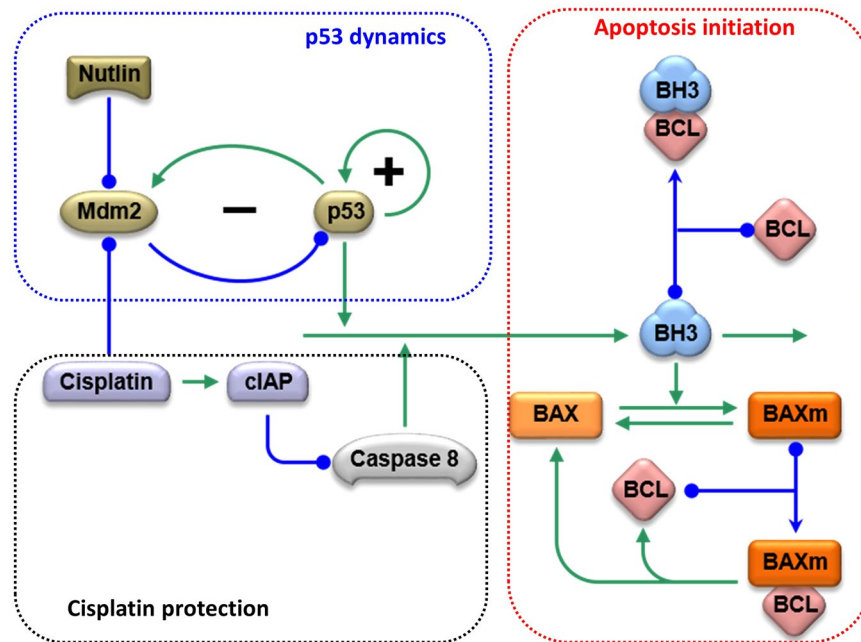 p53 dynamics
Apoptosis initiation
Nutlin
BH3
BCL
Mdm2
–
p53
+
BCL
BH3
Cisplatin
cIAP
BAX
BAXm
Caspase 8
BCL
BAXm
BCL
Cisplatin protection